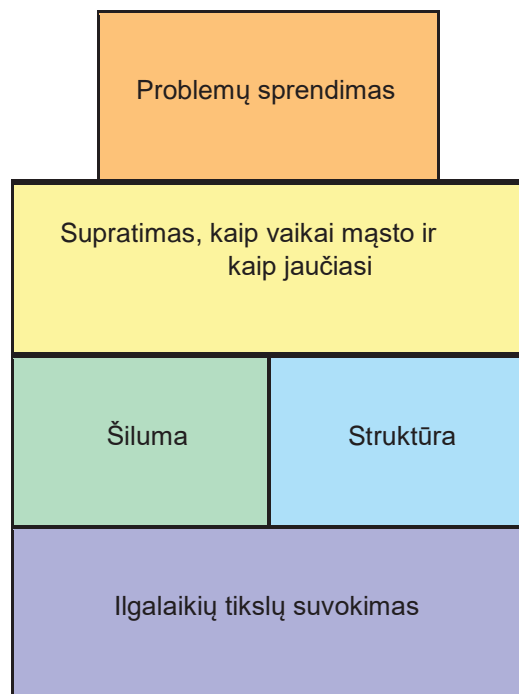 Problemų sprendimas
Supratimas, kaip vaikai mąsto ir
kaip jaučiasi
Šiluma
Struktūra
Ilgalaikių tikslų suvokimas